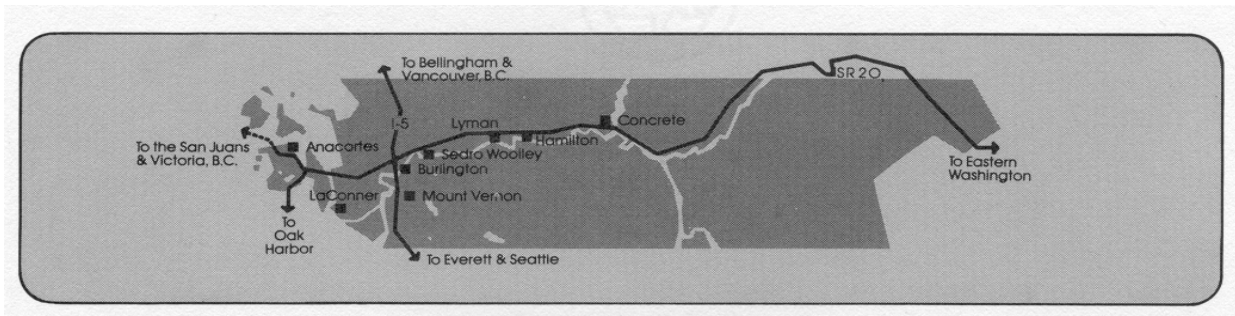 To Bellingham &
Vancouver, B.C.
SR 20
I-5
Lyman
Concrete
Hamilton
To the San Juans
& Victoria, B.C.
Anacortes
Sedro Woolley
Burlington
To Eastern
Washington
LaConner
Mount Vernon
To
Oak
Harbor
To Everett & Seattle